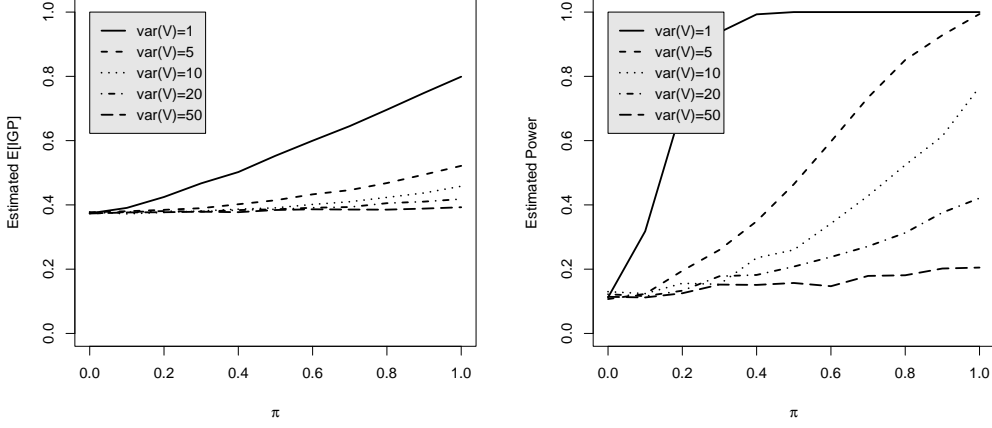 Estimated E[IGP]
1.0
0.8
0.6
0.4
0.2
0.0
var(V)=1
var(V)=5
var(V)=10
var(V)=20
var(V)=50
0.0 0.2 0.4 0.6 0.8 1.0
π
Estimated Power
1.0
0.8
0.6
0.4
0.2
0.0
var(V)=1
var(V)=5
var(V)=10
var(V)=20
var(V)=50
0.0 0.2 0.4 0.6 0.8 1.0
π